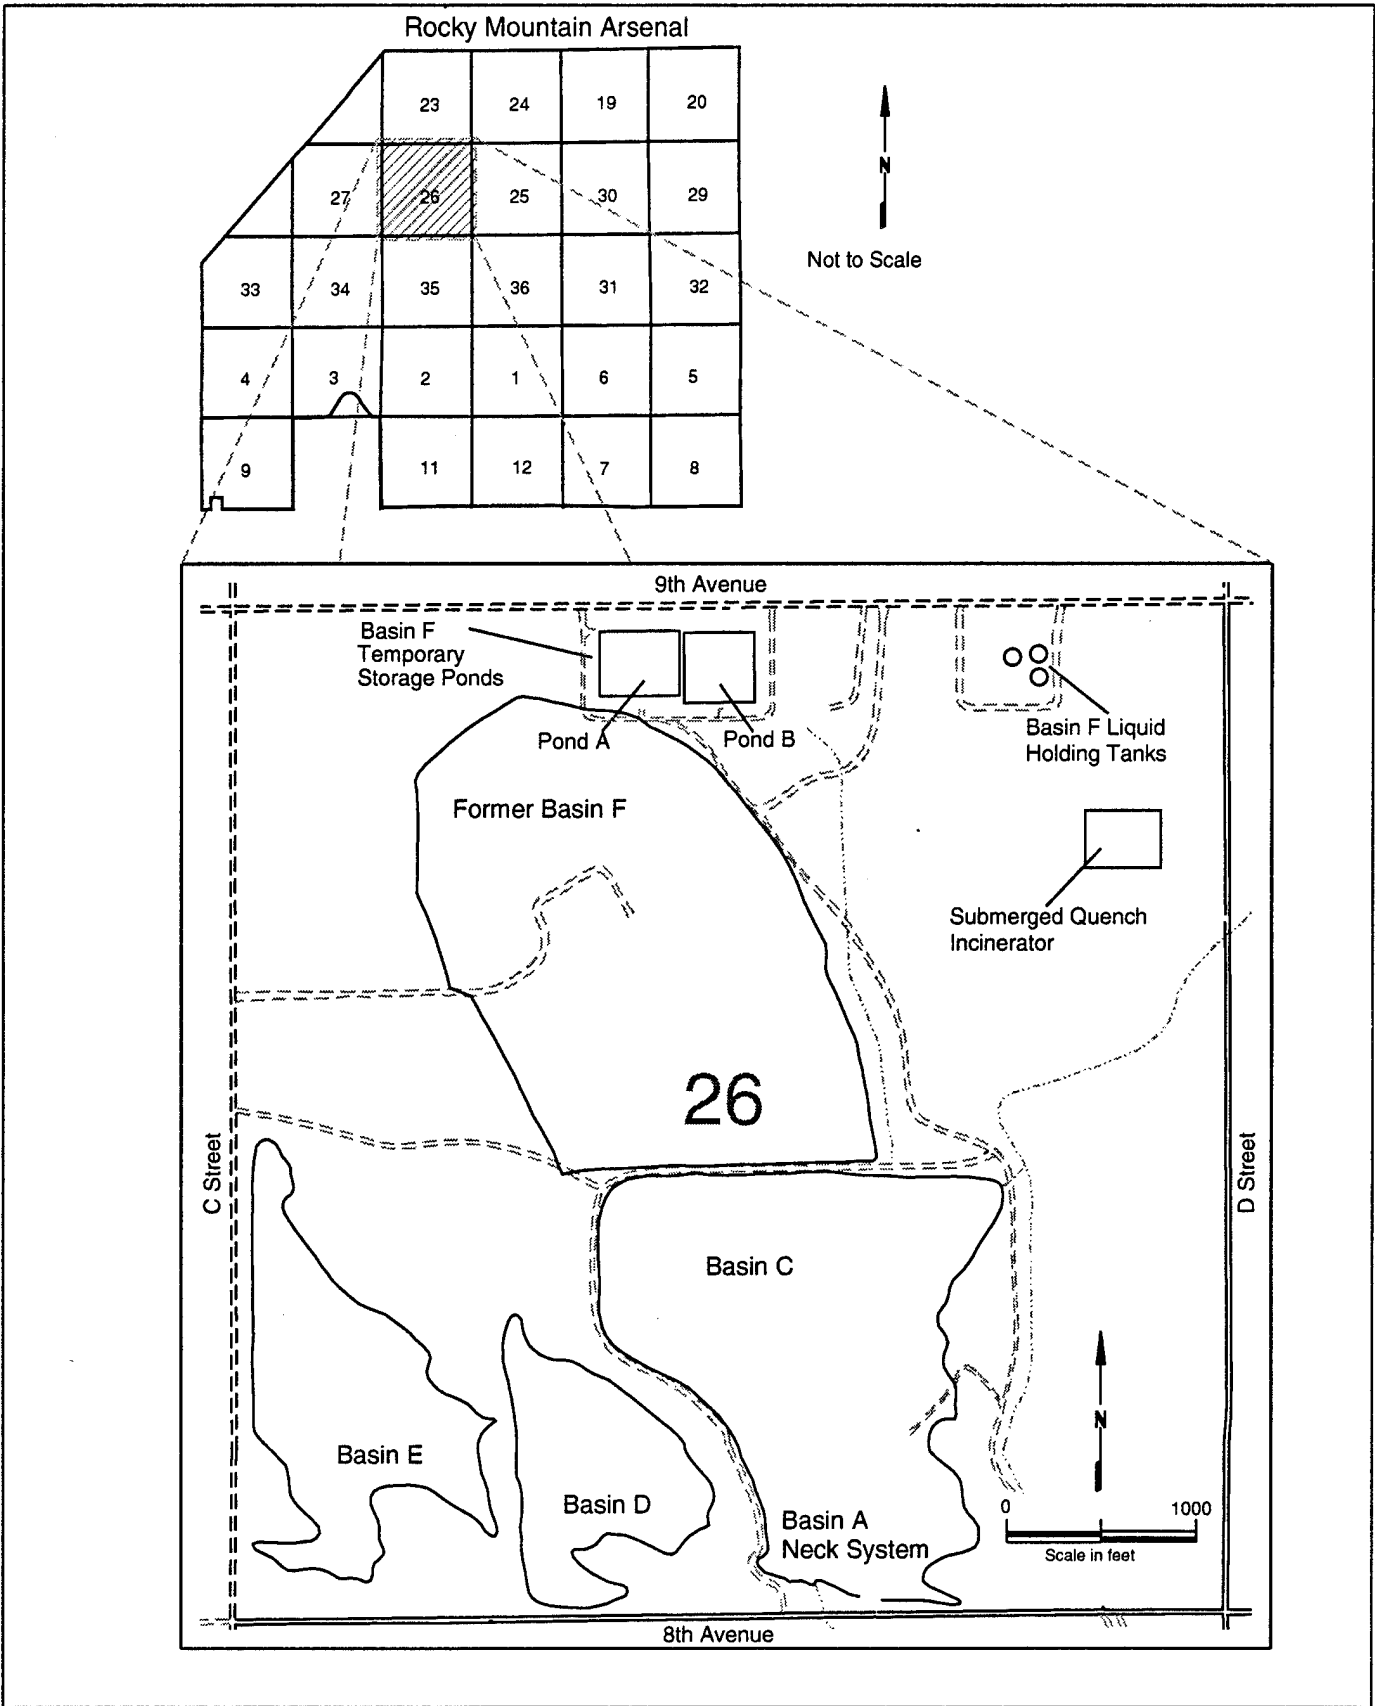 Rocky Mountain Arsenal
23 24 19 20
N
27 26 25 30 29
Not to Scale
33 34 35 36 31 32
4 3 2 1 6 5
9 11 12 7 8
9th Avenue
Basin F
Temporary
Storage Ponds
Pond A
Pond B
Basin F Liquid
Holding Tanks
Former Basin F
Submerged Quench
Incinerator
26
C Street
D Street
Basin C
N
Basin E
Basin D
Basin A
Neck System
0 1000
Scale in feet
8th Avenue